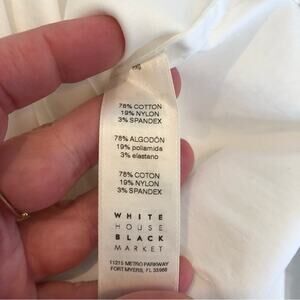 78% COTTON
19% NYLON
3% SPANDEX
78% ALGODÓN
19% poliamida
3% elastano
78% COTON
19% NYLON
3% SPANDEX
WHITE
HOUSE
BLACK
MARKET
11215 METRO PARKWAY
FORT MYERS, FL 33966